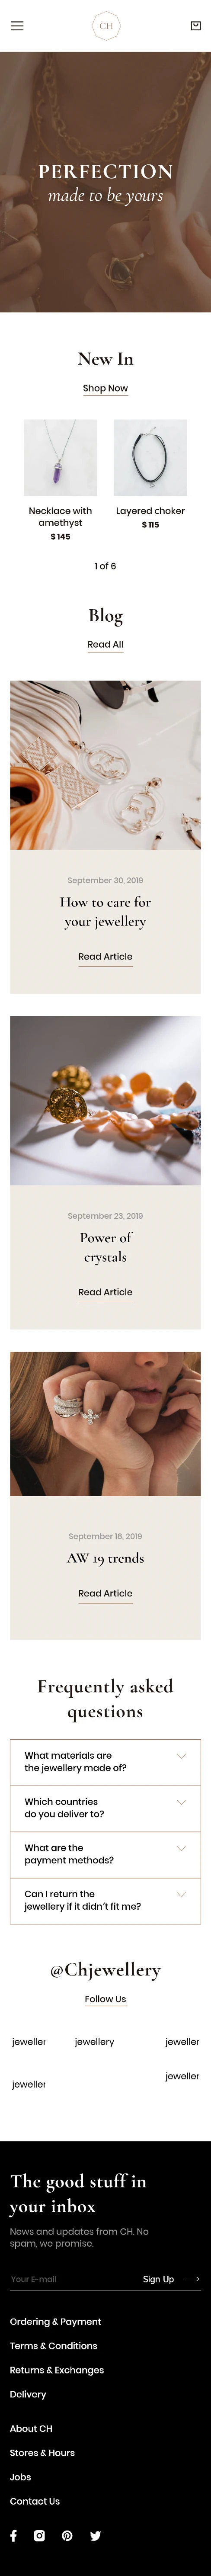 CH
PERFECTION
made to be yours
New In
Shop Now
Necklace with
amethyst
$ 145
Layered choker
$ 115
1 of 6
Blog
Read All
September 30, 2019
How to care for
your jewellery
Read Article
September 23, 2019
Power of
crystals
Read Article
September 18, 2019
AW 19 trends
Read Article
Frequently asked
questions
What materials are
the jewellery made of?
Which countries
do you deliver to?
What are the
payment methods?
Can I return the
jewellery if it didn't fit me?
@Chjewellery
Follow Us
jeweller
jewellery
jeweller
jeweller
jeweller
The good stuff in
your inbox
News and updates from CH. No
spam, we promise.
Your E-mail
Sign Up
Ordering & Payment
Terms & Conditions
Returns & Exchanges
Delivery
About CH
Stores & Hours
Jobs
Contact Us